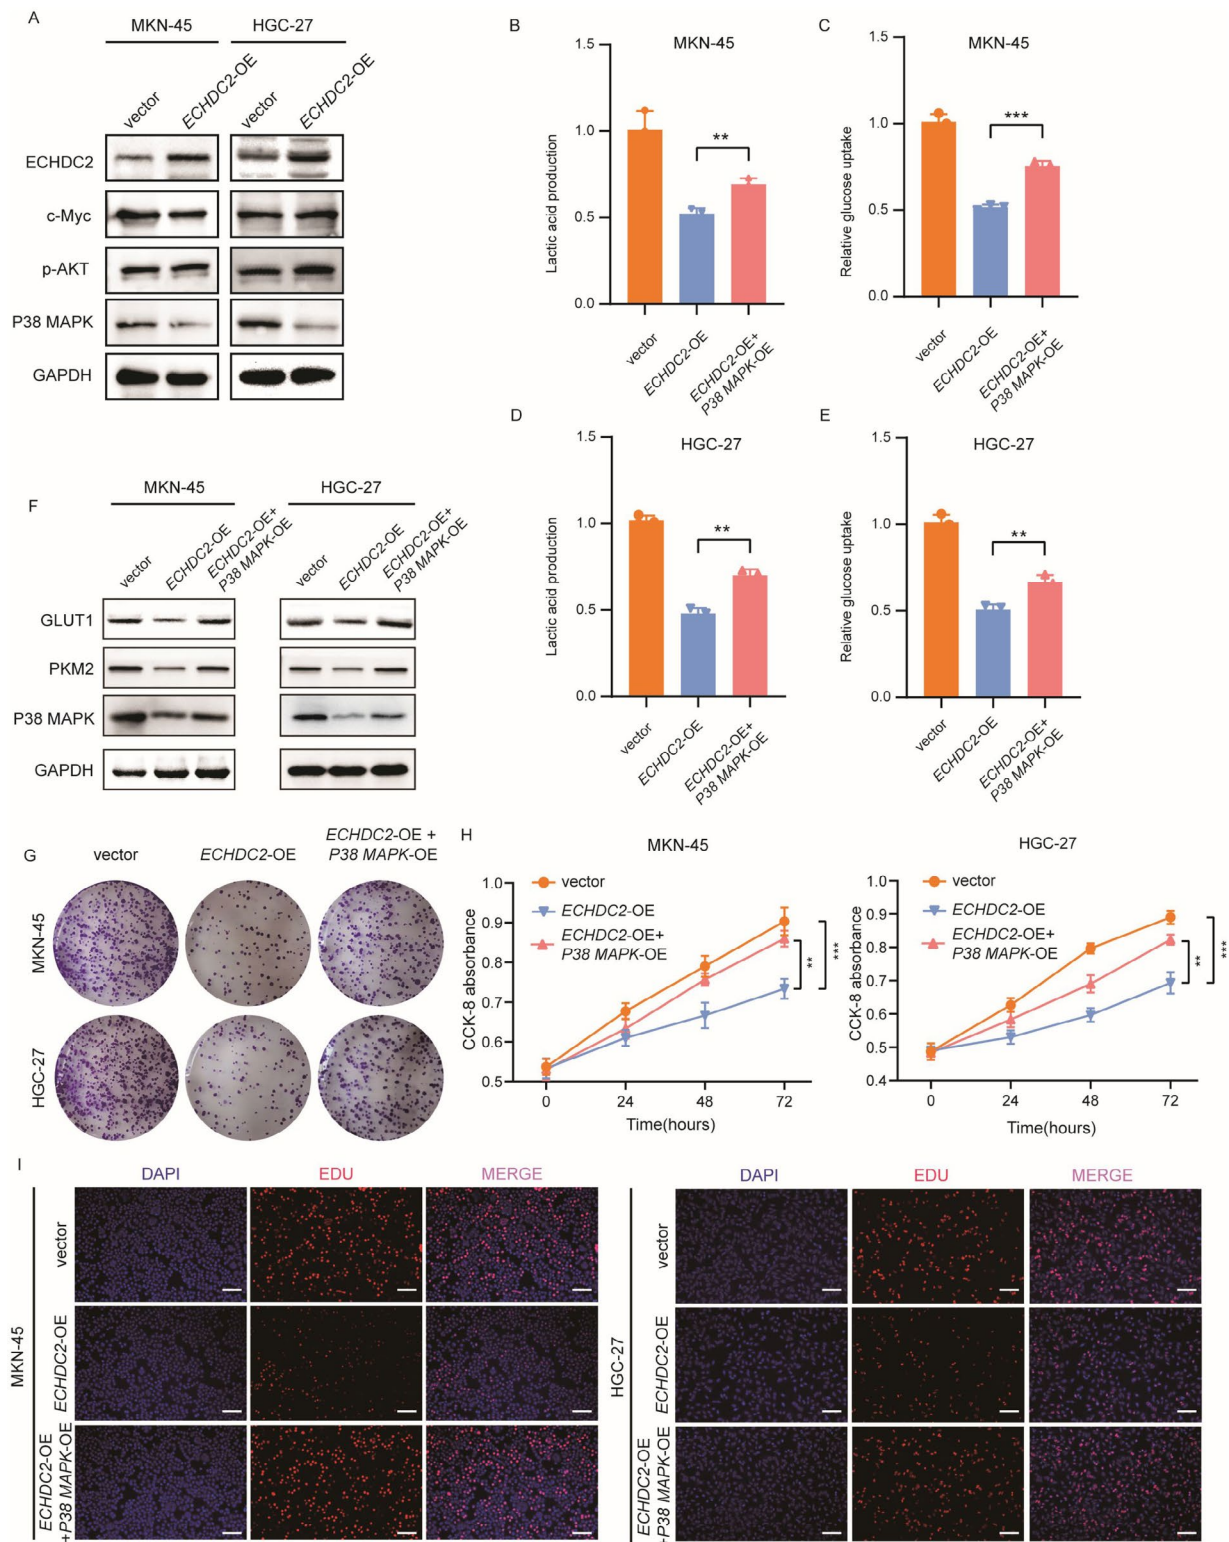 A
MKN-45 HGC-27
vector ECHDC2-OE vector ECHDC2-OE
ECHDC2
c-Myc
p-AKT
P38 MAPK
GAPDH
B
MKN-45
1.5
1.0
0.5
0.0
Lactic acid production
**
vector
ECHDC2-OE
ECHDC2-OE+
P38 MAPK-OE
C
MKN-45
1.5
1.0
0.5
0.0
Relative glucose uptake
***
vector
ECHDC2-OE
ECHDC2-OE+
P38 MAPK-OE
D
HGC-27
1.5
1.0
0.5
0.0
Lactic acid production
**
vector
ECHDC2-OE
ECHDC2-OE+
P38 MAPK-OE
E
HGC-27
1.5
1.0
0.5
0.0
Relative glucose uptake
**
vector
ECHDC2-OE
ECHDC2-OE+
P38 MAPK-OE
F
MKN-45 HGC-27
vector
ECHDC2-OE
ECHDC2-OE+
P38 MAPK-OE
vector
ECHDC2-OE
ECHDC2-OE+
P38 MAPK-OE
GLUT1
PKM2
P38 MAPK
GAPDH
G
vector
ECHDC2-OE
ECHDC2-OE +
P38 MAPK-OE
MKN-45
HGC-27
H
MKN-45
vector
ECHDC2-OE
ECHDC2-OE+
P38 MAPK-OE
1.0
0.9
0.8
0.7
0.6
0.5
CCK-8 absorbance
**
***
0 24 48 72
Time(hours)
HGC-27
vector
ECHDC2-OE
ECHDC2-OE+
P38 MAPK-OE
1.0
0.9
0.8
0.7
0.6
0.5
0.4
CCK-8 absorbance
**
***
0 24 48 72
Time(hours)
I
DAPI EDU MERGE
MKN-45
vector
ECHDC2-OE
ECHDC2-OE
+P38 MAPK-OE
DAPI EDU MERGE
HGC-27
vector
ECHDC2-OE
ECHDC2-OE
+P38 MAPK-OE